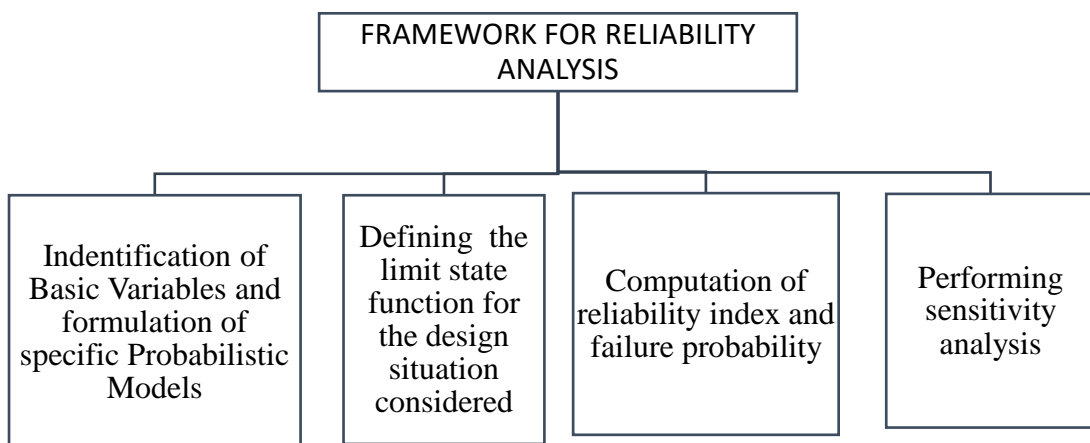 FRAMEWORK FOR RELIABILITY
ANALYSIS
Indentification of
Basic Variables and
formulation of
specific Probabilistic
Models
Defining the
limit state
function for
the design
situation
considered
Computation of
reliability index and
failure probability
Performing
sensitivity
analysis